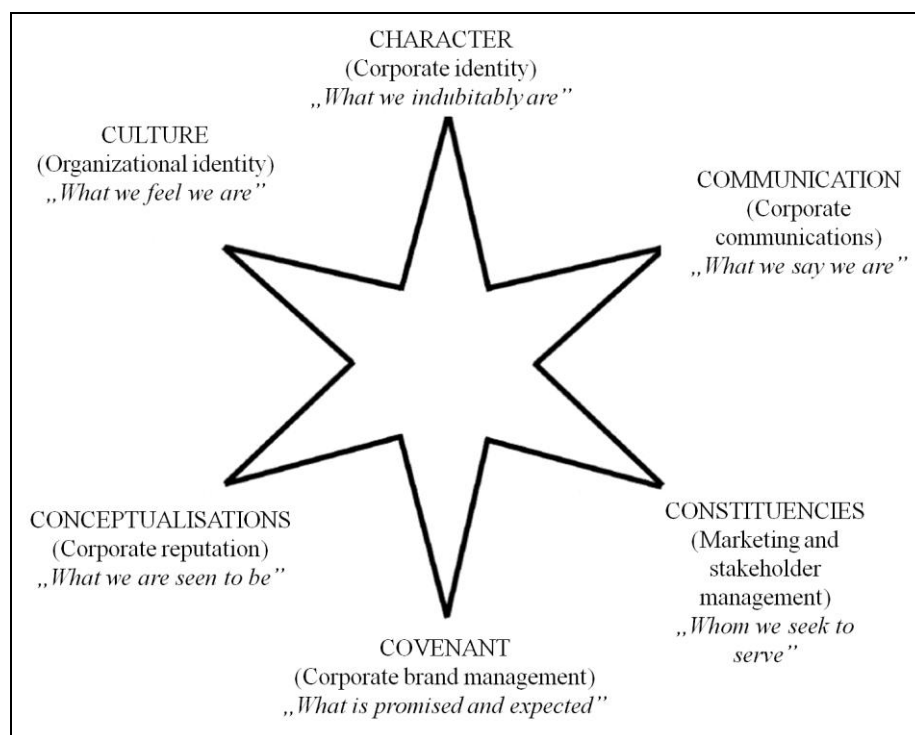 CHARACTER
(Corporate identity)
„What we indubitably are”
CULTURE
(Organizational identity)
„What we feel we are”
COMMUNICATION
(Corporate
communications)
„What we say we are”
CONCEPTUALISATIONS
(Corporate reputation)
„What we are seen to be”
CONSTITUENCIES
(Marketing and
stakeholder
management)
„Whom we seek to
serve”
COVENANT
(Corporate brand management)
„What is promised and expected”